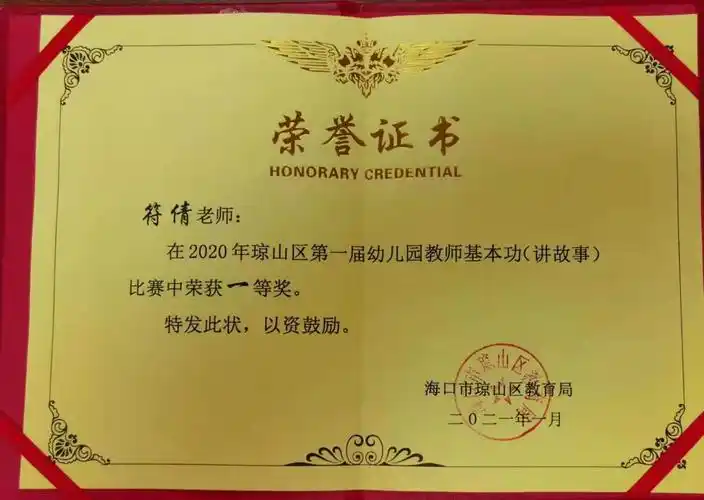 荣誉证书
HONORARY CREDENTIAL
符倩老师：
在2020年琼山区第一届幼儿园教师基本功（讲故事）
比赛中荣获一等奖。
特发此状，以资鼓励。
海口市琼山区教育局
二〇二一年一月